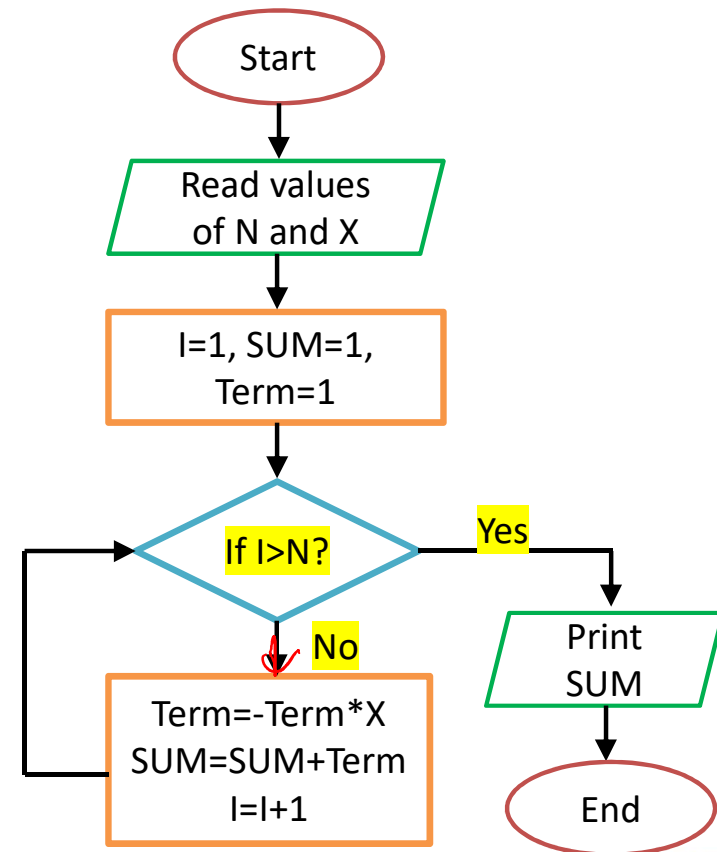 Start
Read values
of N and X
I=1, SUM=1,
Term=1
If I>N?
Yes
No
Print
SUM
Term=-Term*X
SUM=SUM+Term
I=I+1
End